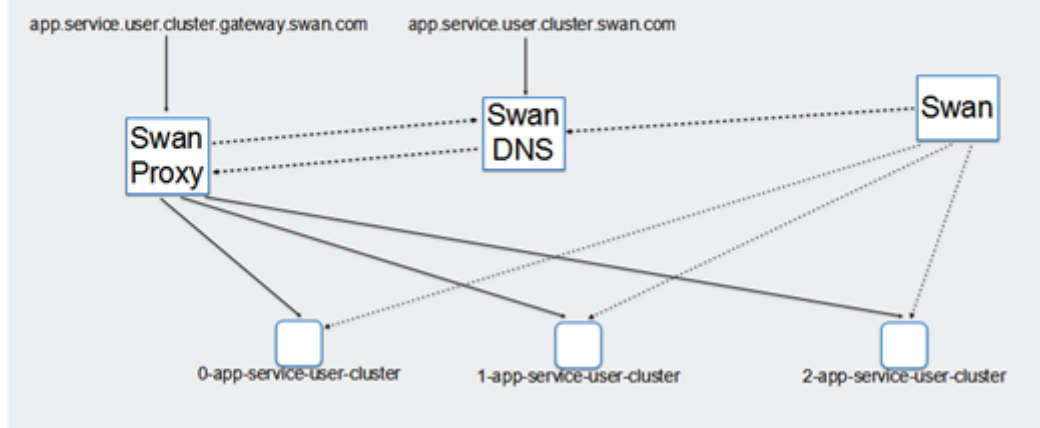 app.service.user.cluster.gateway.swan.com
app.service.user.cluster.swan.com
Swan
Proxy
Swan
DNS
Swan
0-app-service-user-cluster
1-app-service-user-cluster
2-app-service-user-cluster